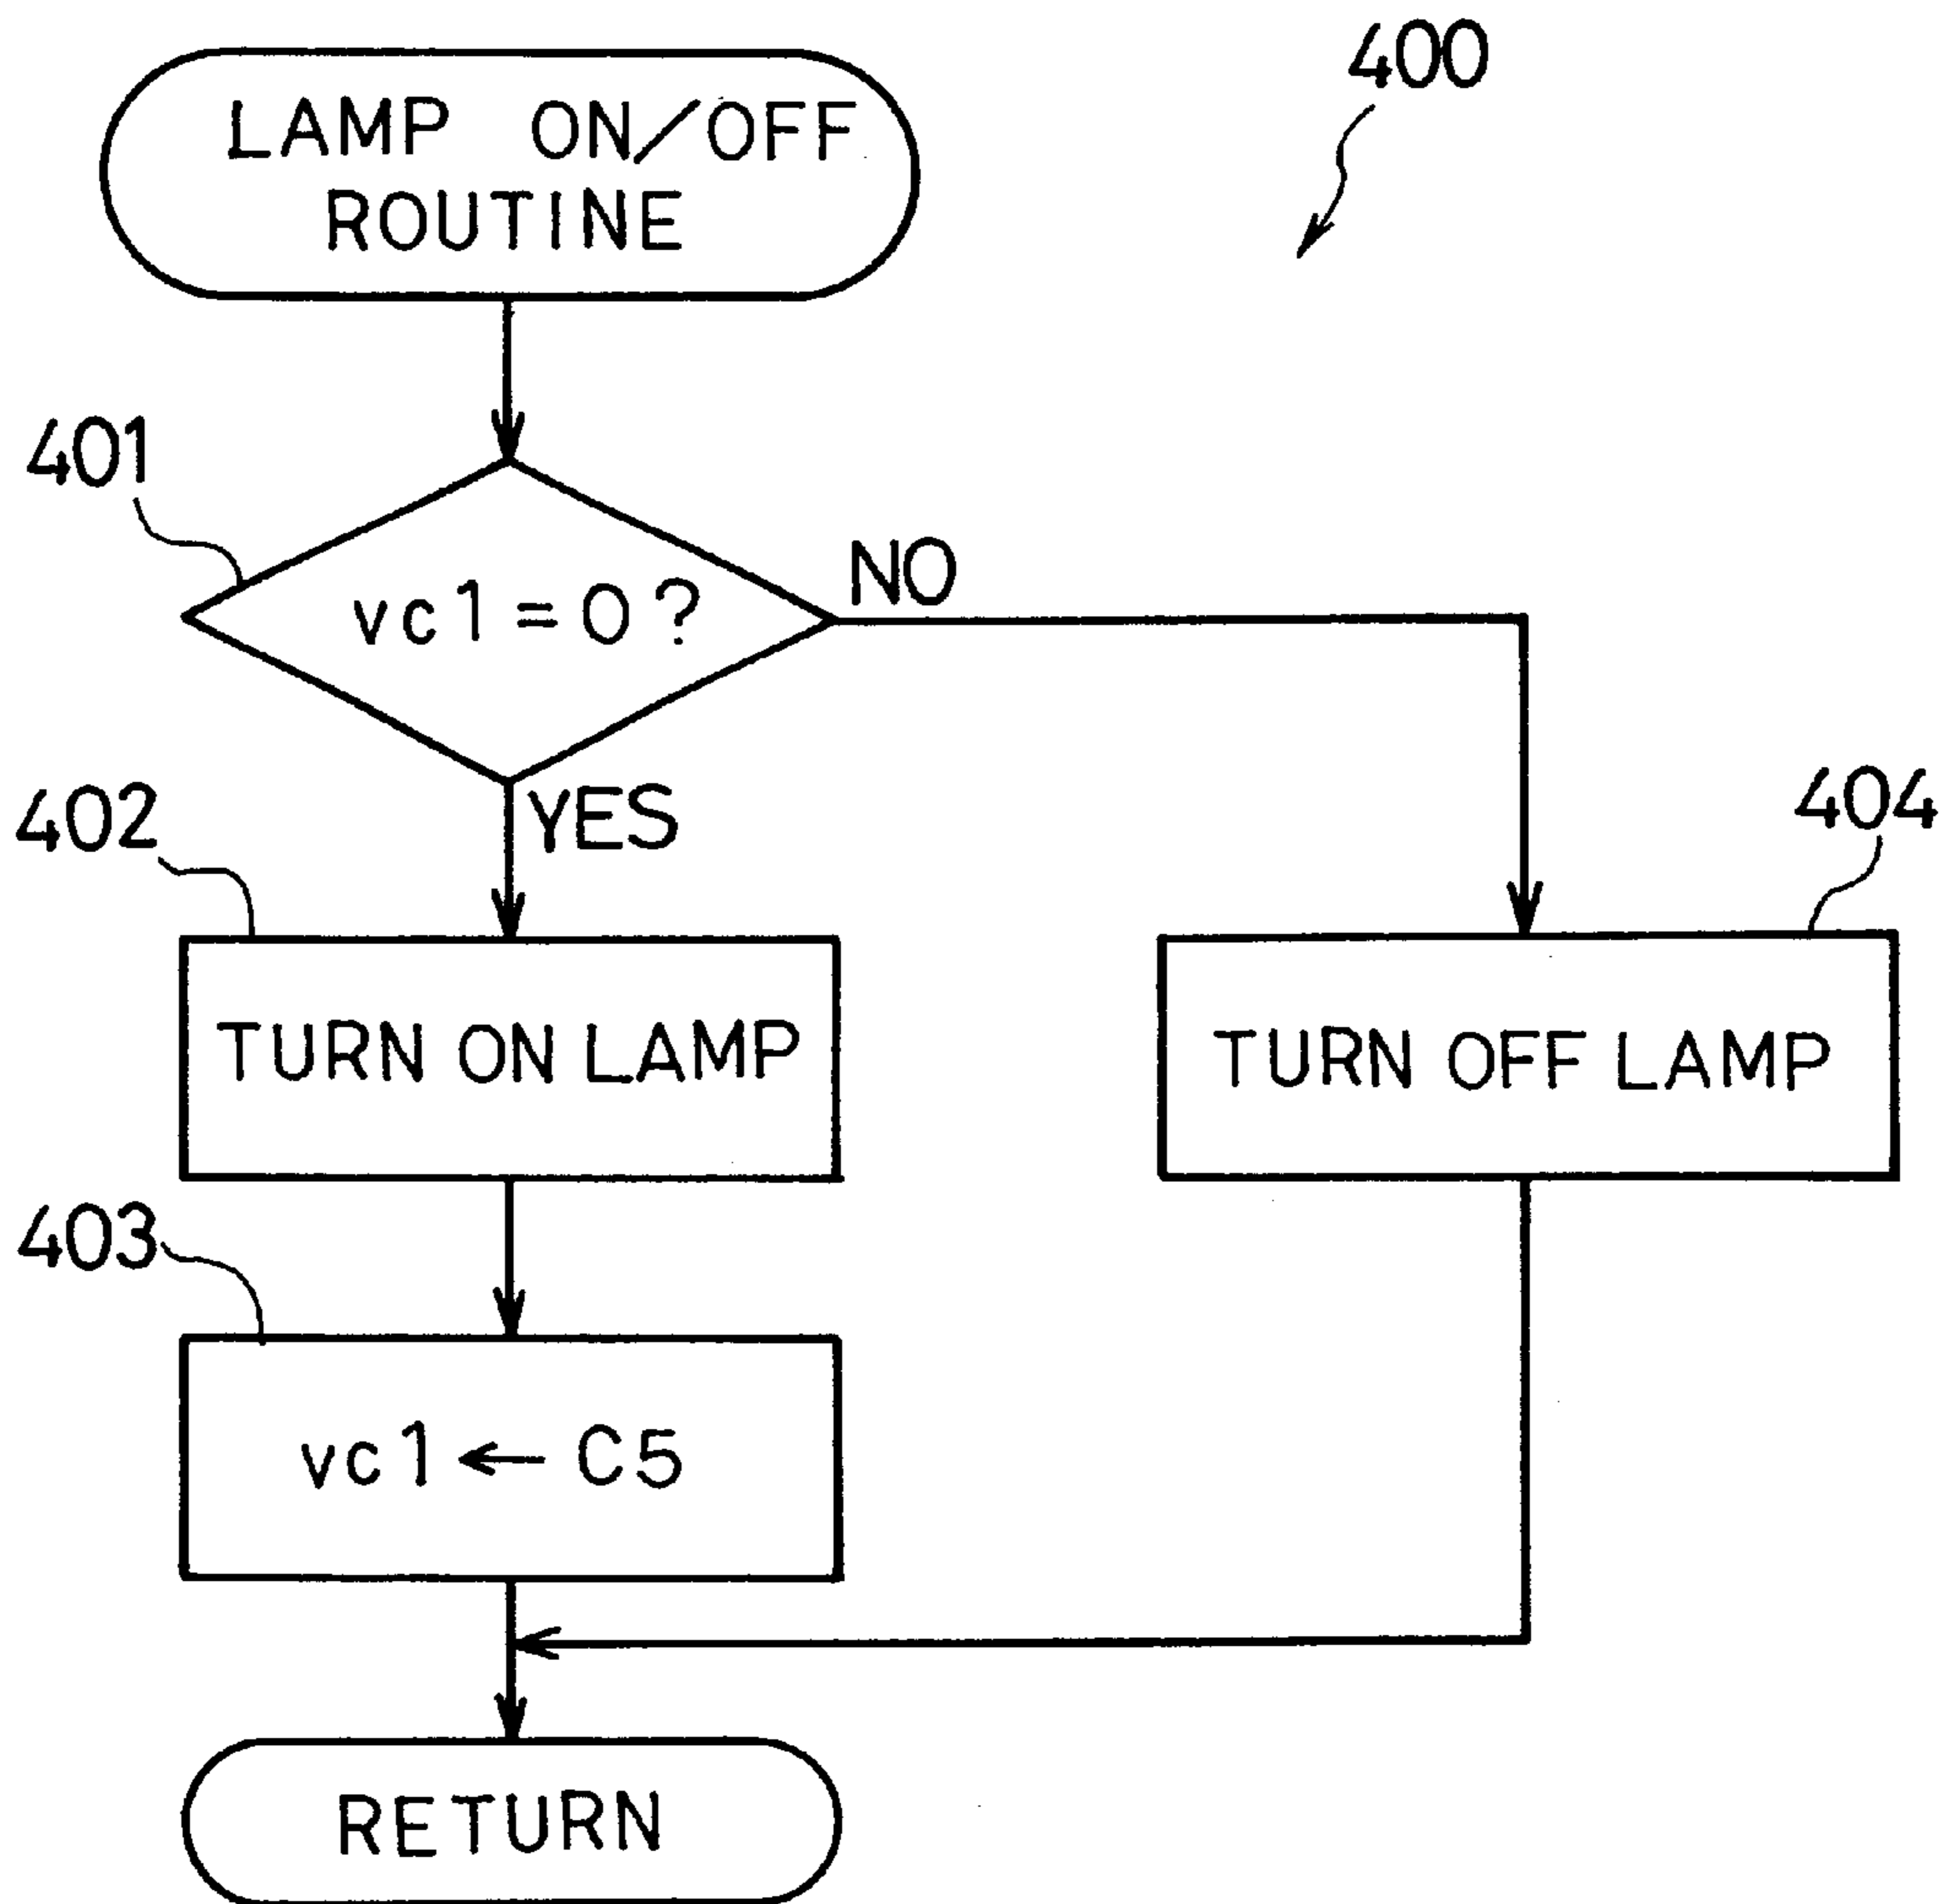 400
LAMP ON/OFF
ROUTINE
401
vc1=0?
NO
YES
402
TURN ON LAMP
404
TURN OFF LAMP
403
vc1←C5
RETURN